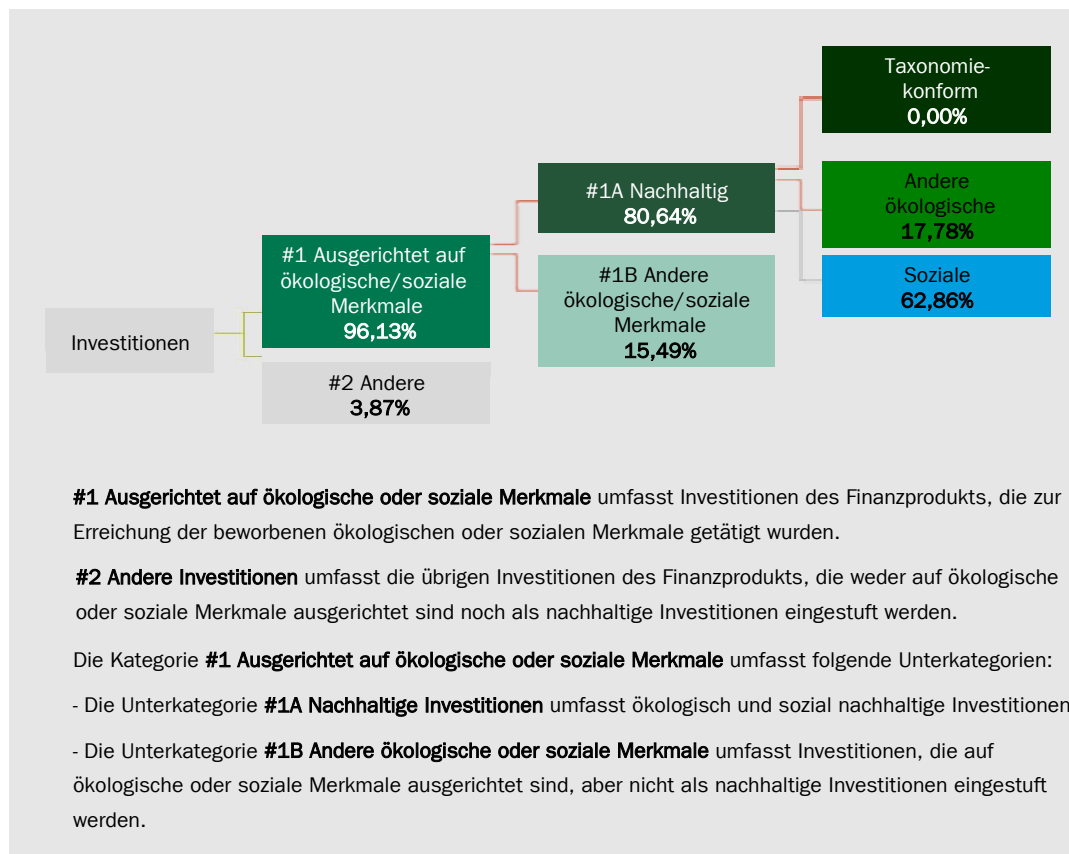 Taxonomie-
konform
0,00%
#1A Nachhaltig
80,64%
Andere
ökologische
17,78%
#1 Ausgerichtet auf
ökologische/soziale
Merkmale
96,13%
#1B Andere
ökologische/soziale
Merkmale
15,49%
Soziale
62,86%
Investitionen
#2 Andere
3,87%
#1 Ausgerichtet auf ökologische oder soziale Merkmale umfasst Investitionen des Finanzprodukts, die zur
Erreichung der beworbenen ökologischen oder sozialen Merkmale getätigt wurden.
#2 Andere Investitionen umfasst die übrigen Investitionen des Finanzprodukts, die weder auf ökologische
oder soziale Merkmale ausgerichtet sind noch als nachhaltige Investitionen eingestuft werden.
Die Kategorie #1 Ausgerichtet auf ökologische oder soziale Merkmale umfasst folgende Unterkategorien:
- Die Unterkategorie #1A Nachhaltige Investitionen umfasst ökologisch und sozial nachhaltige Investitionen
- Die Unterkategorie #1B Andere ökologische oder soziale Merkmale umfasst Investitionen, die auf
ökologische oder soziale Merkmale ausgerichtet sind, aber nicht als nachhaltige Investitionen eingestuft
werden.